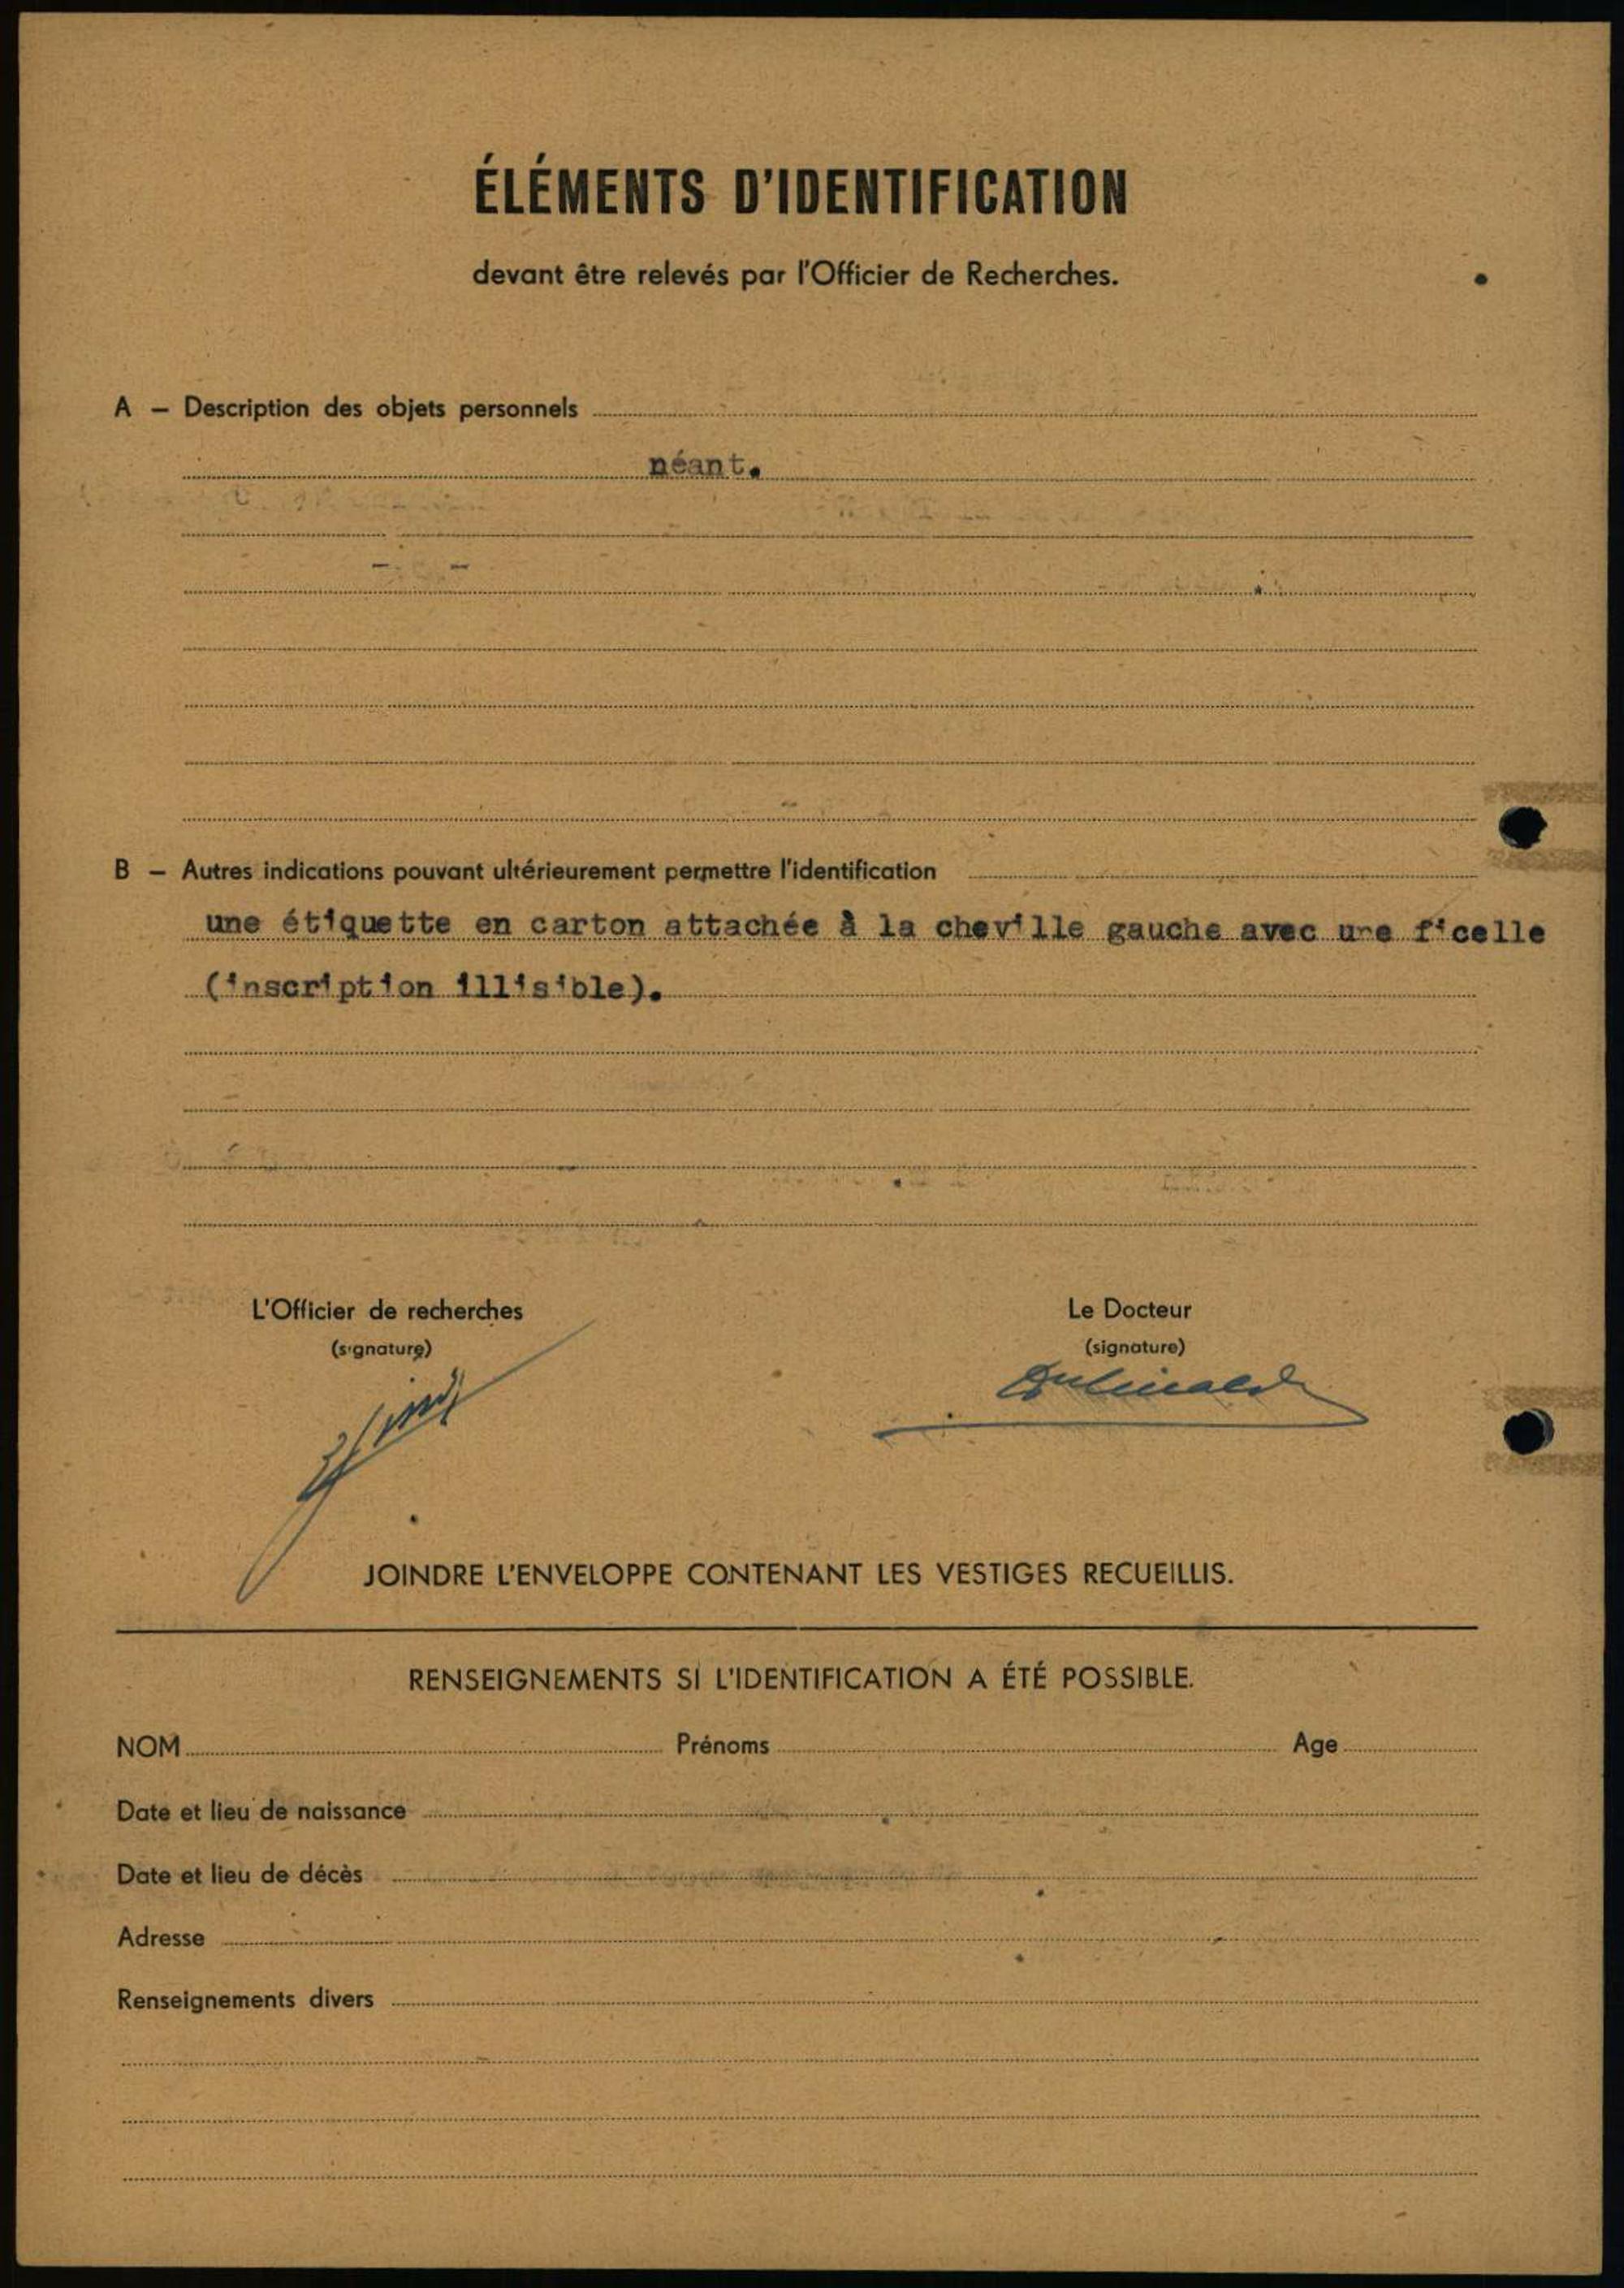 ÉLÉMENTS D'IDENTIFICATION
devant être relevés par l'Officier de Recherches.
A — Description des objets personnels
néant.
B — Autres indications pouvant ultérieurement permettre l'identification
une étiquette en carton attachée à la cheville gauche avec une ficelle
(inscription illisible).
L'Officier de recherches Le Docteur
(signature) (signature)
JOINDRE L'ENVELOPPE CONTENANT LES VESTIGES RECUEILLIS.
RENSEIGNEMENTS SI L'IDENTIFICATION A ÉTÉ POSSIBLE.
NOM Prénoms Age
Date et lieu de naissance
Date et lieu de décès
Adresse
Renseignements divers